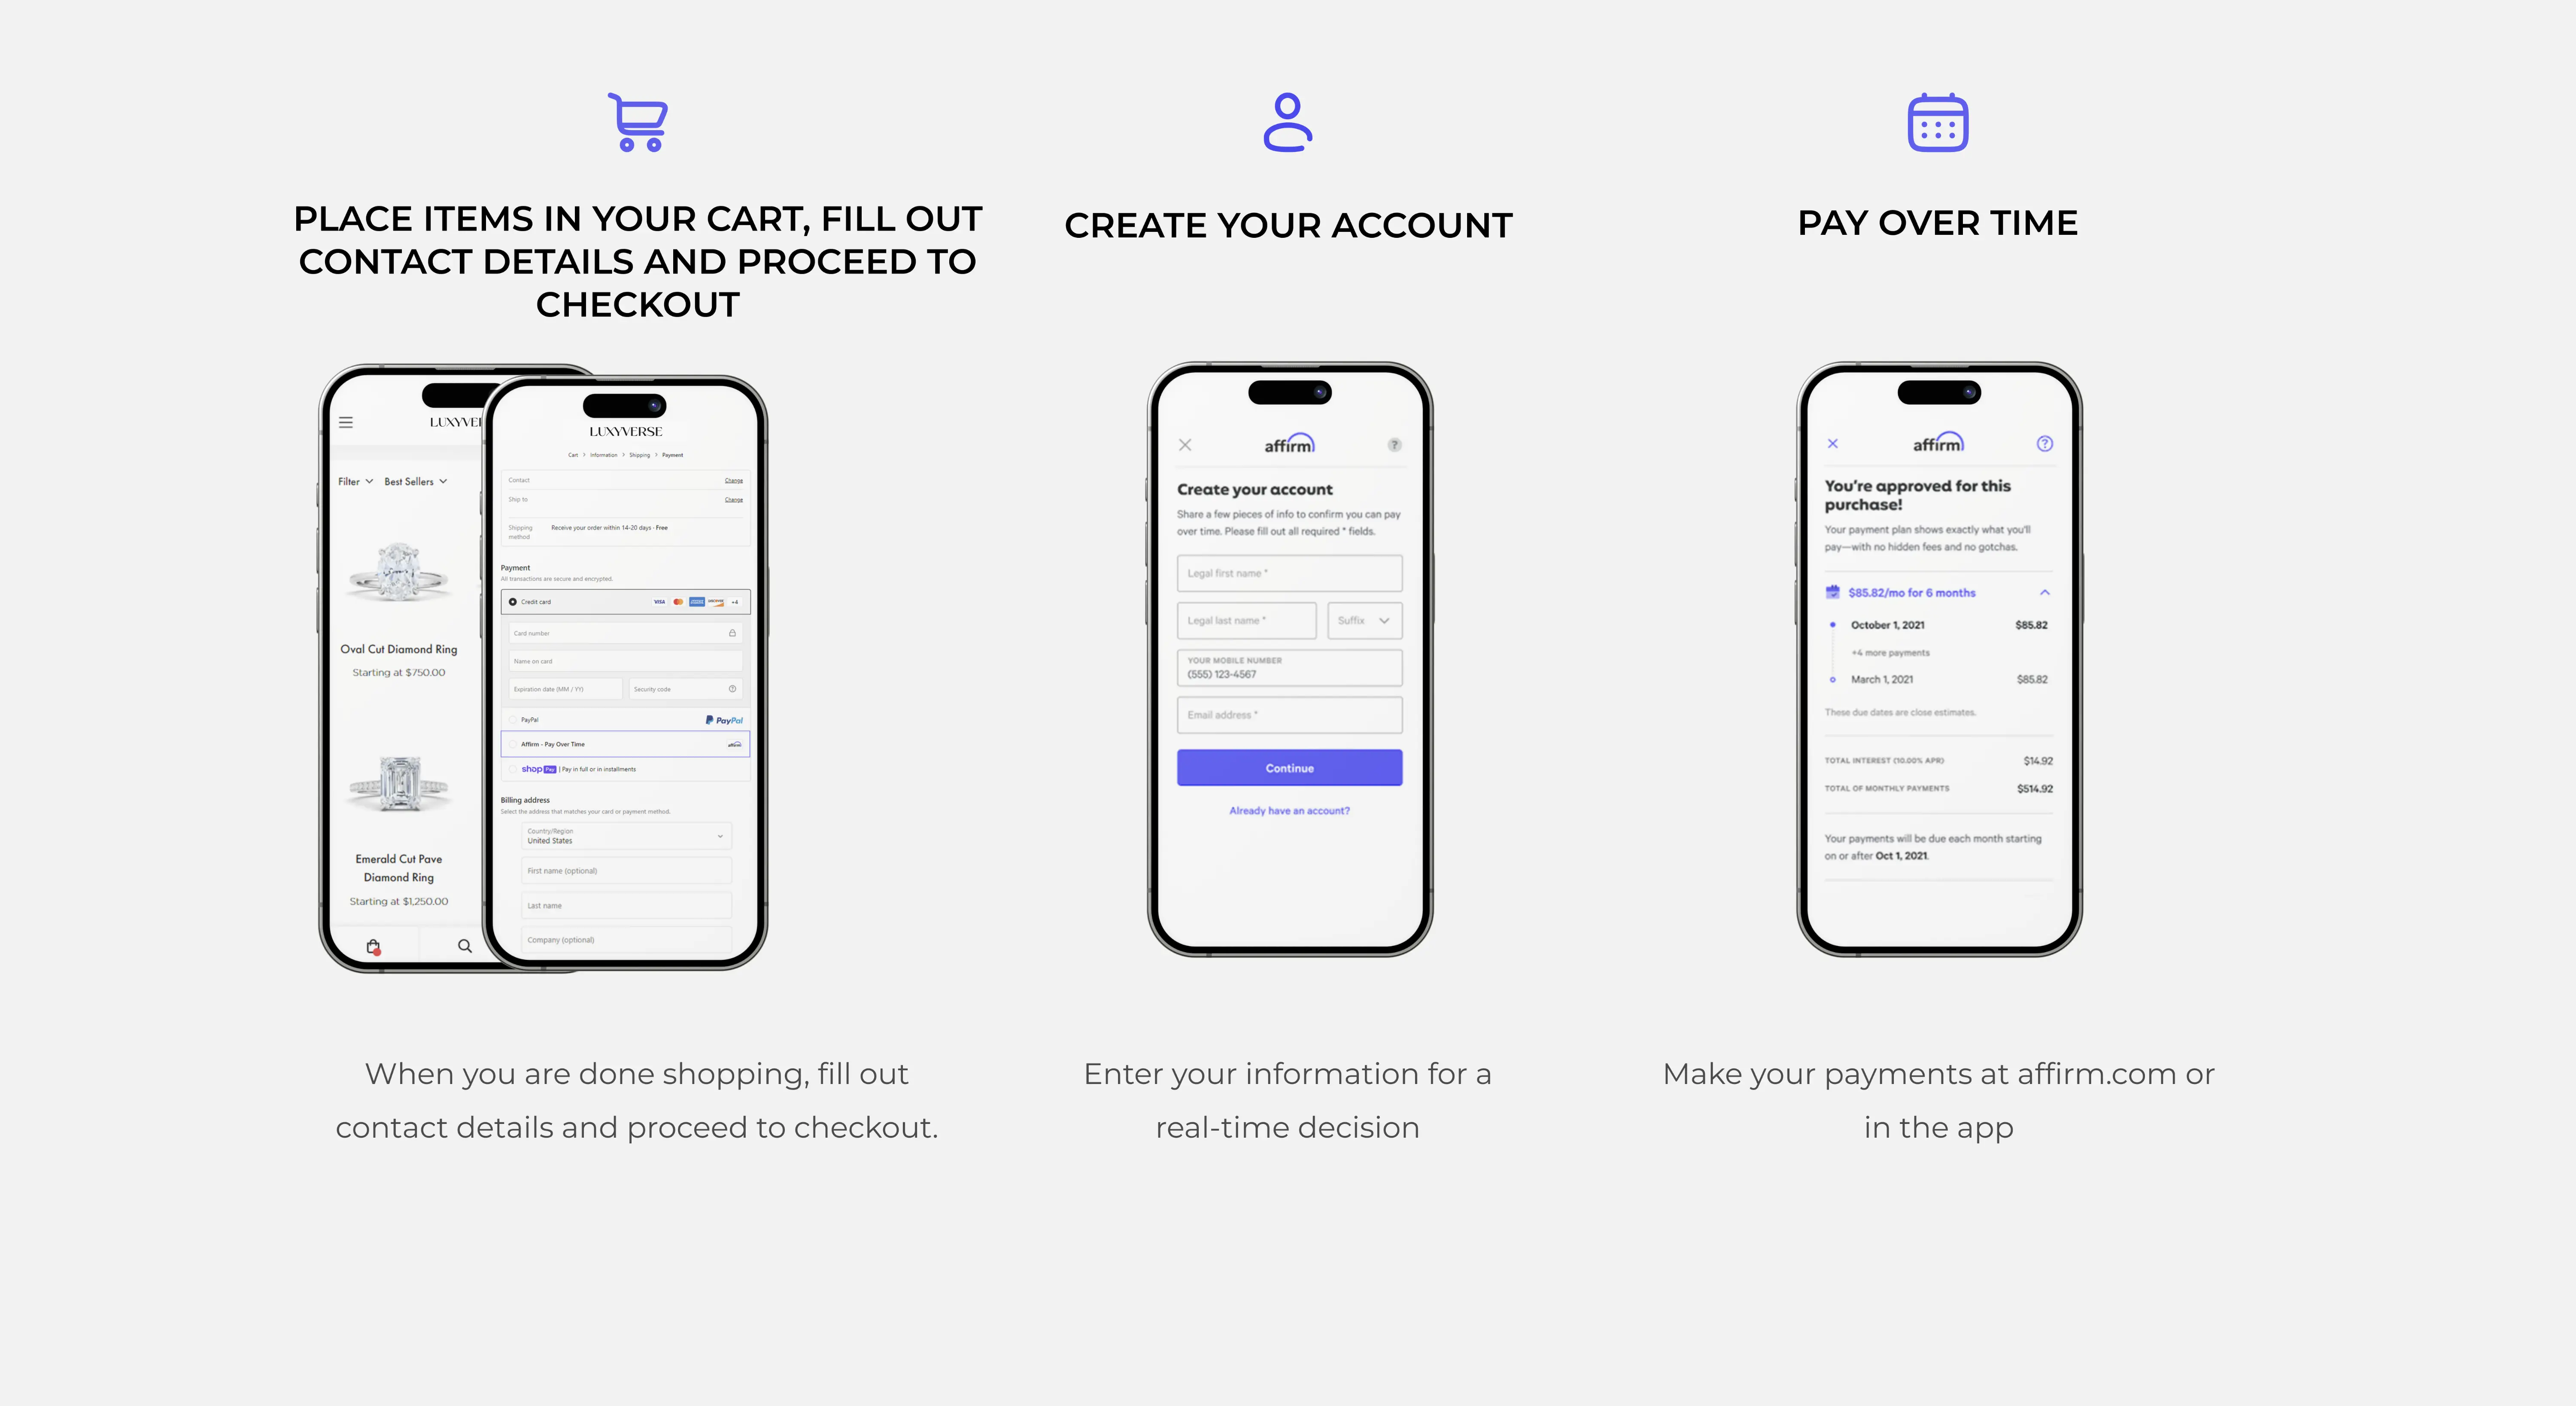 PLACE ITEMS IN YOUR CART, FILL OUT
CONTACT DETAILS AND PROCEED TO
CHECKOUT
LUXYVE
Filter
Best Sellers
Oval Cut Diamond Ring
Starting at $750.00
Emerald Cut Pave
Diamond Ring
Starting at $1,250.00
LUXYVERSE
Cart > Information > Shipping > Payment
Contact
Change
Ship to
Change
Shipping
method
Receive your order within 14-20 days · Free
Payment
All transactions are secure and encrypted.
Credit card
VISA
+4
Card number
Name on card
Expiration date (MM / YY)
Security code
PayPal
PayPal
Affirm - Pay Over Time
affirm
shop Pay | Pay in full or in installments
Billing address
Select the address that matches your card or payment method.
Country/Region
United States
First name (optional)
Last name
Company (optional)
When you are done shopping, fill out
contact details and proceed to checkout.
CREATE YOUR ACCOUNT
affirm
?
Create your account
Share a few pieces of info to confirm you can pay
over time. Please fill out all required * fields.
Legal first name *
Legal last name *
Suffix
YOUR MOBILE NUMBER
(555) 123-4567
Email address *
Continue
Already have an account?
Enter your information for a
real-time decision
PAY OVER TIME
affirm
?
You're approved for this
purchase!
Your payment plan shows exactly what you'll
pay—with no hidden fees and no gotchas.
$85.82/mo for 6 months
October 1, 2021 $85.82
+4 more payments
March 1, 2021 $85.82
These due dates are close estimates.
TOTAL INTEREST (10.00% APR) $14.92
TOTAL OF MONTHLY PAYMENTS $514.92
Your payments will be due each month starting
on or after Oct 1, 2021.
Make your payments at affirm.com or
in the app